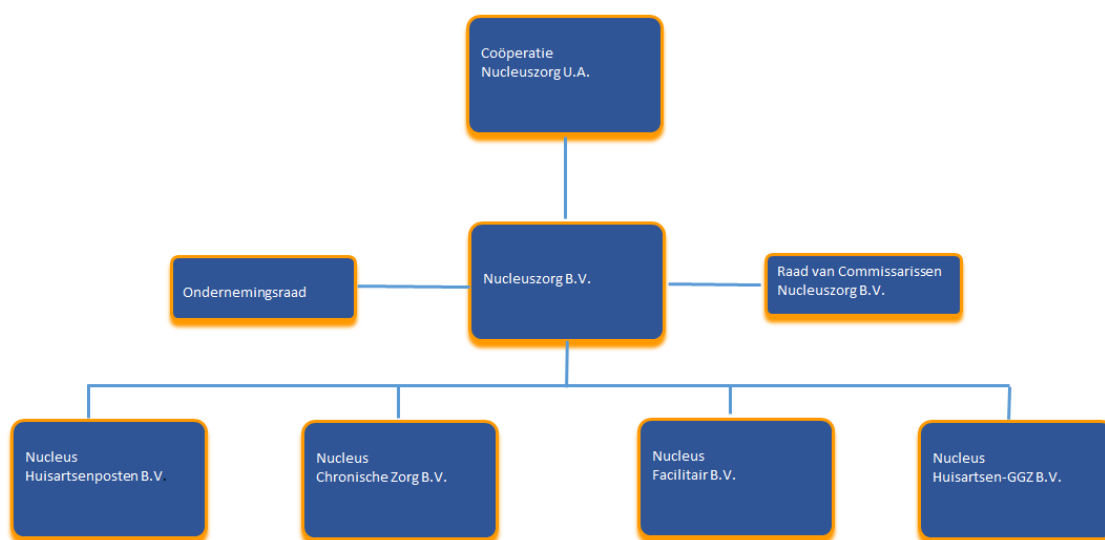 Coöperatie
Nucleuszorg U.A.
Ondernemingsraad
Nucleuszorg B.V.
Raad van Commissarissen
Nucleuszorg B.V.
Nucleus
Huisartsenposten B.V.
Nucleus
Chronische Zorg B.V.
Nucleus
Facilitair B.V.
Nucleus
Huisartsen-GGZ B.V.